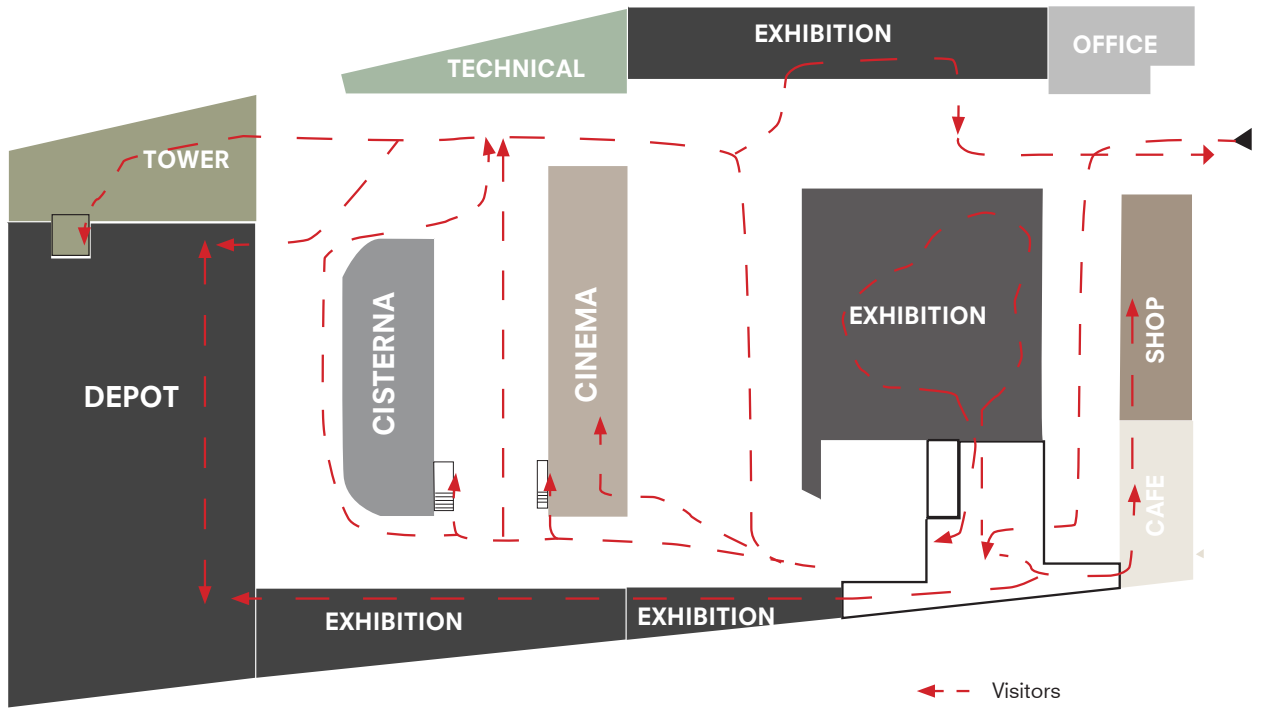 EXHIBITION
OFFICE
TECHNICAL
TOWER
EXHIBITION
SHOP
CINEMA
CISTERNA
DEPOT
CAFE
EXHIBITION
EXHIBITION
Visitors